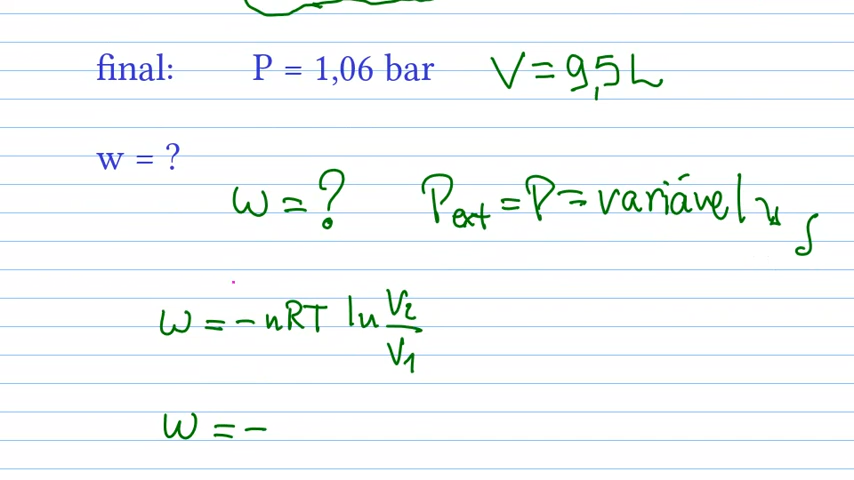 final: P = 1,06 bar V = 9,5 L
w = ?
w = ? Pext = P = variável ↘ ∫
w = - nRT ln V2/V1
w = -